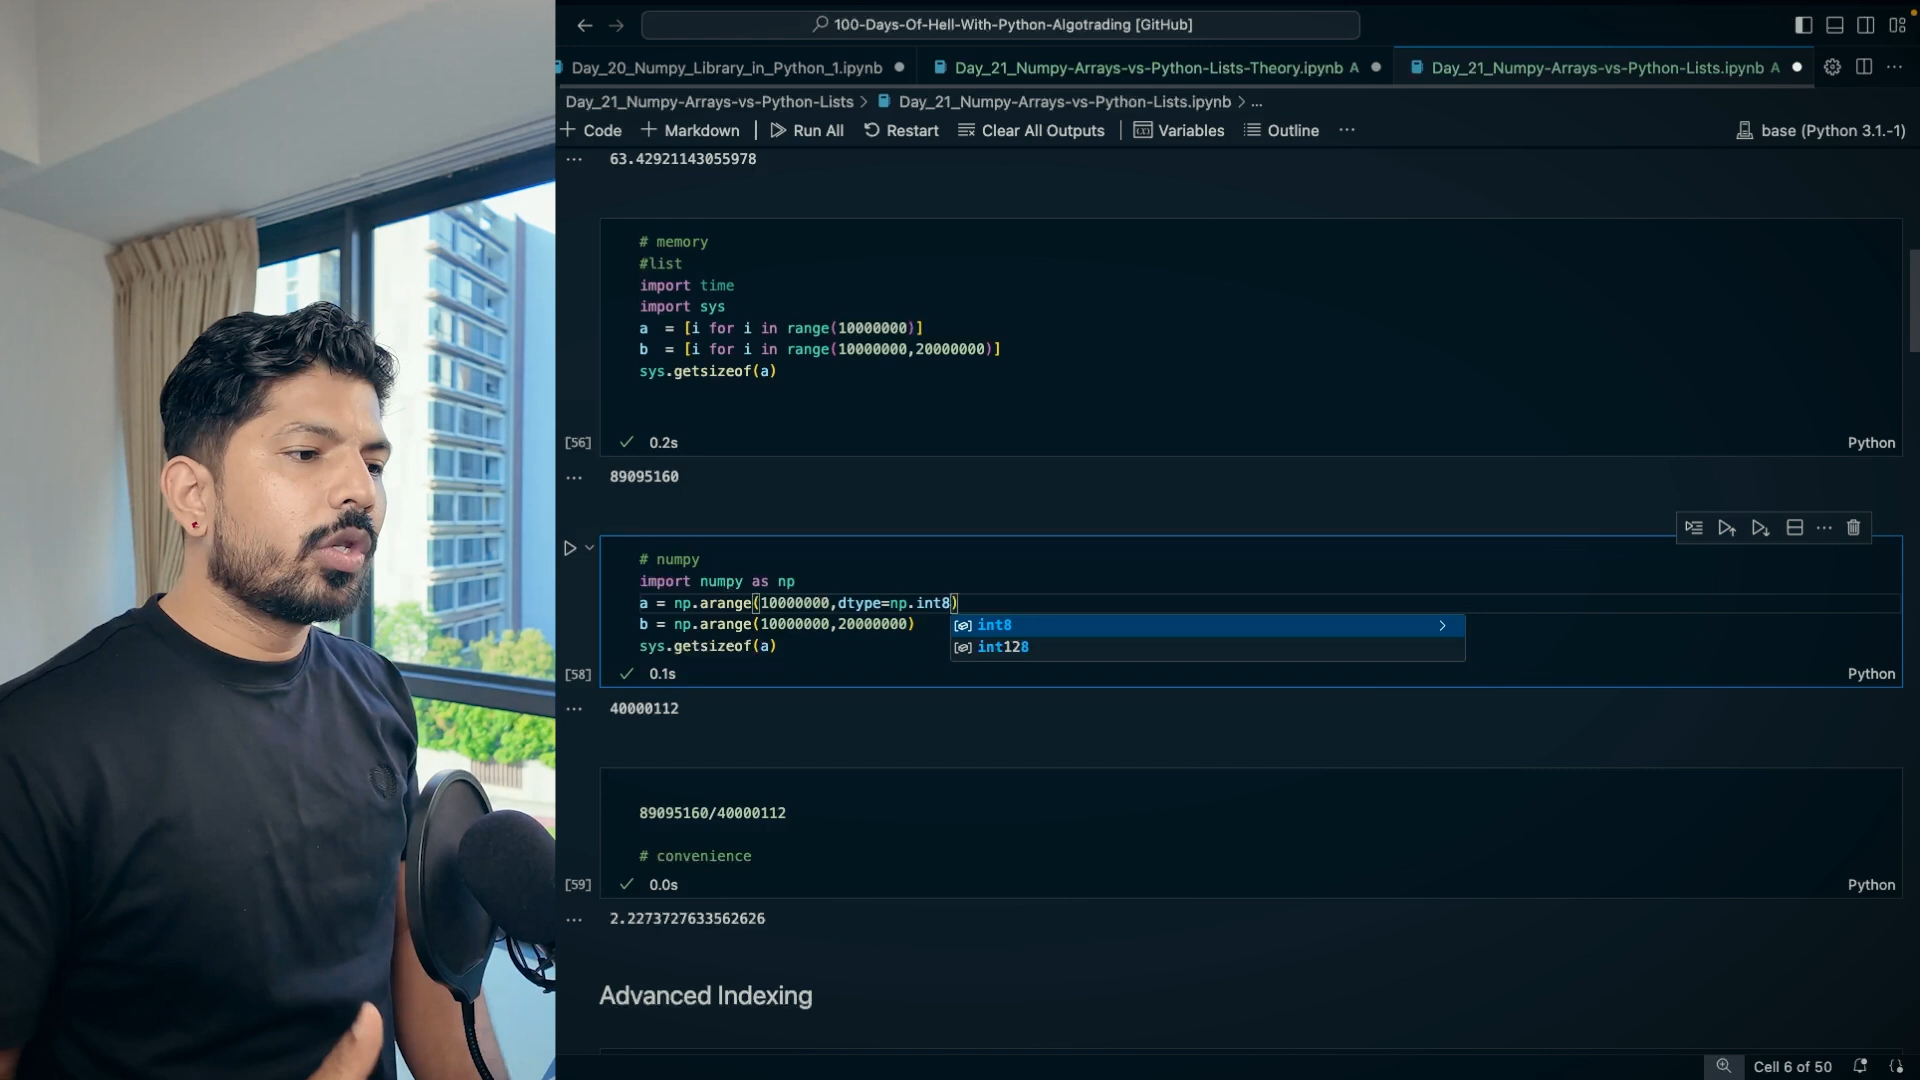 100-Days-Of-Hell-With-Python-Algotrading [GitHub]
Day_20_Numpy_Library_in_Python_1.ipynb
Day_21_Numpy-Arrays-vs-Python-Lists-Theory.ipynb A
Day_21_Numpy-Arrays-vs-Python-Lists.ipynb A
Day_21_Numpy-Arrays-vs-Python-Lists > Day_21_Numpy-Arrays-vs-Python-Lists.ipynb > ...
+ Code + Markdown | Run All Restart Clear All Outputs | Variables Outline ...
base (Python 3.1.-1)
... 63.42921143055978
# memory
#list
import time
import sys
a  = [i for i in range(10000000)]
b  = [i for i in range(10000000,20000000)]
sys.getsizeof(a)
[56] ✓ 0.2s Python
... 89095160
# numpy
import numpy as np
a = np.arange(10000000,dtype=np.int8)
b = np.arange(10000000,20000000)
int8
sys.getsizeof(a)
int128
[58] ✓ 0.1s Python
... 40000112
89095160/40000112
# convenience
[59] ✓ 0.0s Python
... 2.2273727633562626
Advanced Indexing
Cell 6 of 50